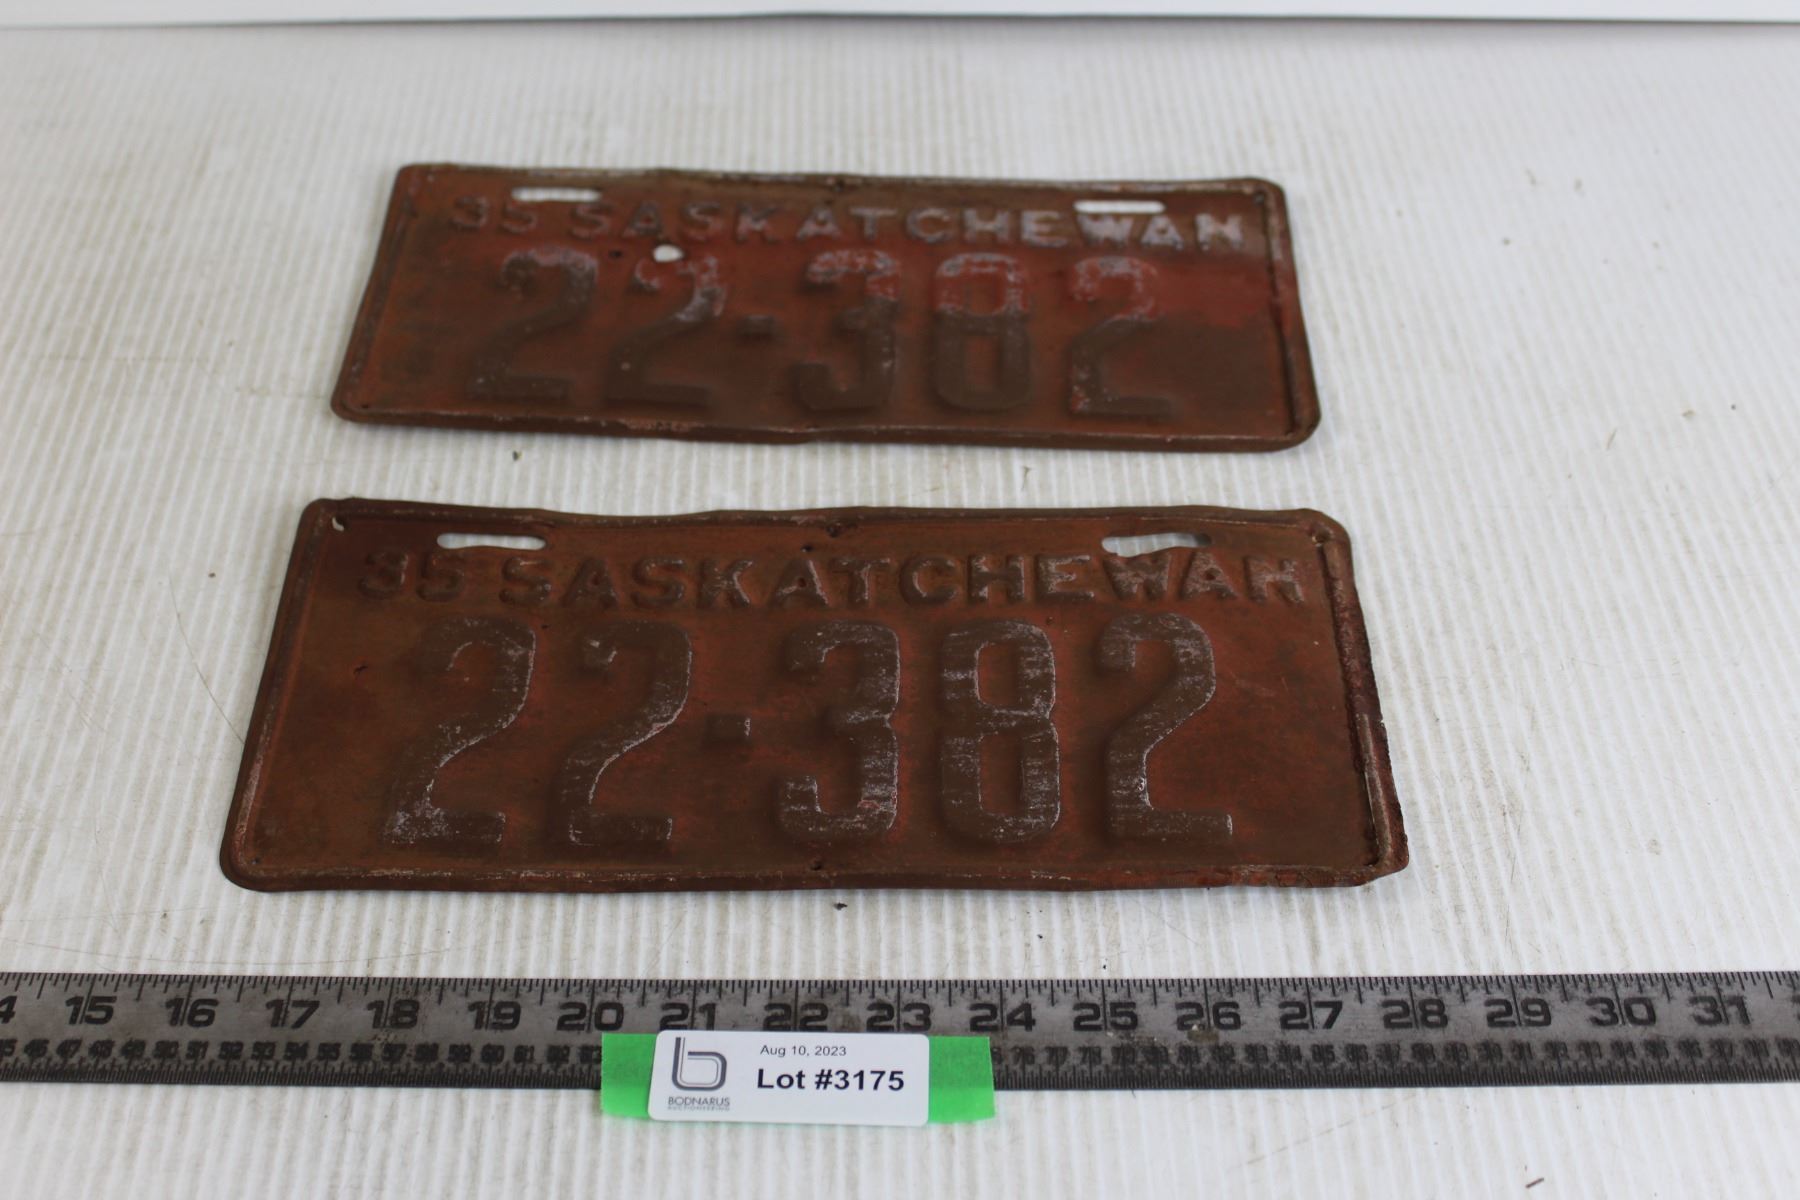 35 SASKATCHEWAN
22-382
35 SASKATCHEWAN
22-382
15 16 17 18 19 20 21 22 23 24 25 26 27 28 29 30 31
Aug 10, 2023
Lot #3175
BODNARUS
AUCTIONEERING